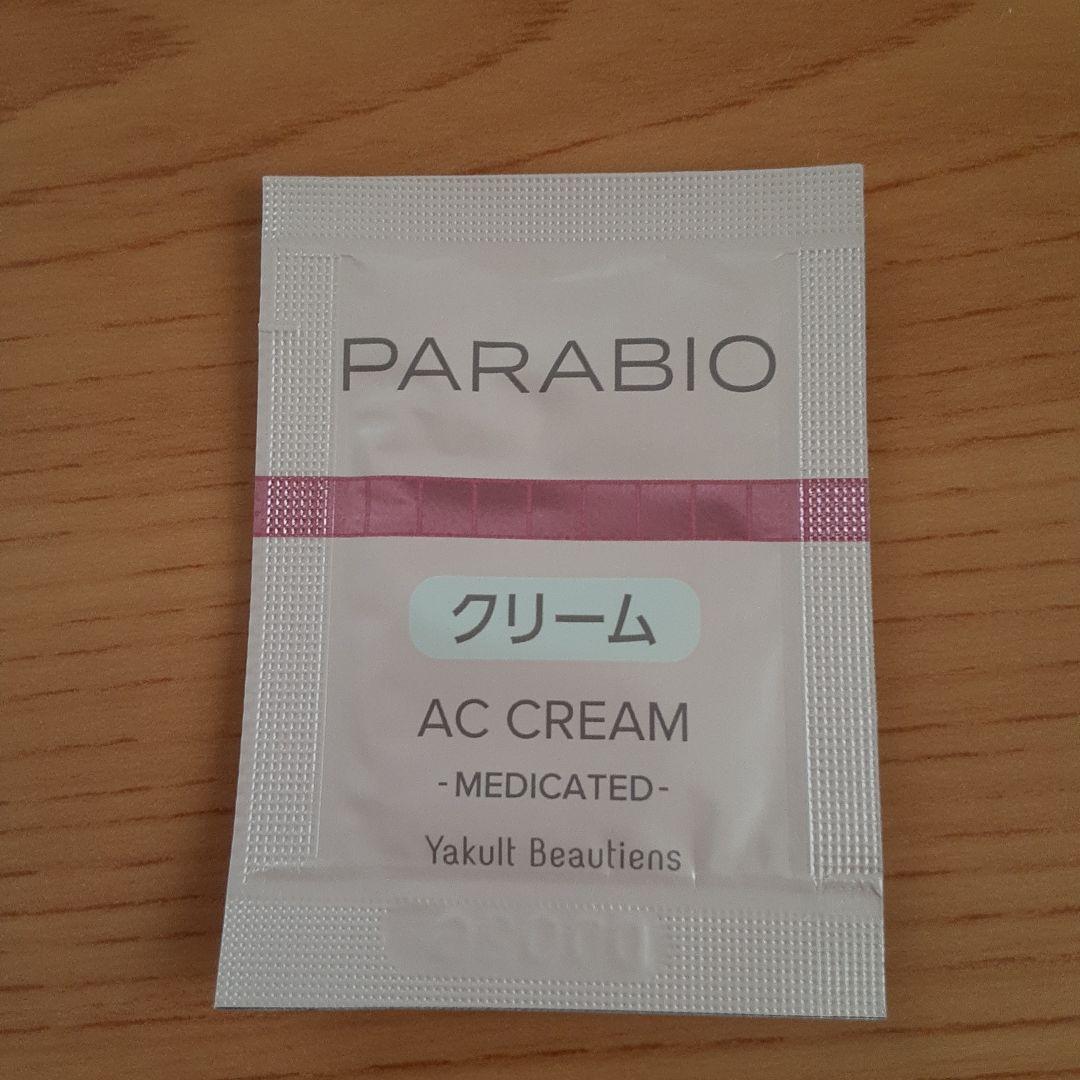 PARABIO
クリーム
AC CREAM
-MEDICATED-
Yakult Beautiens